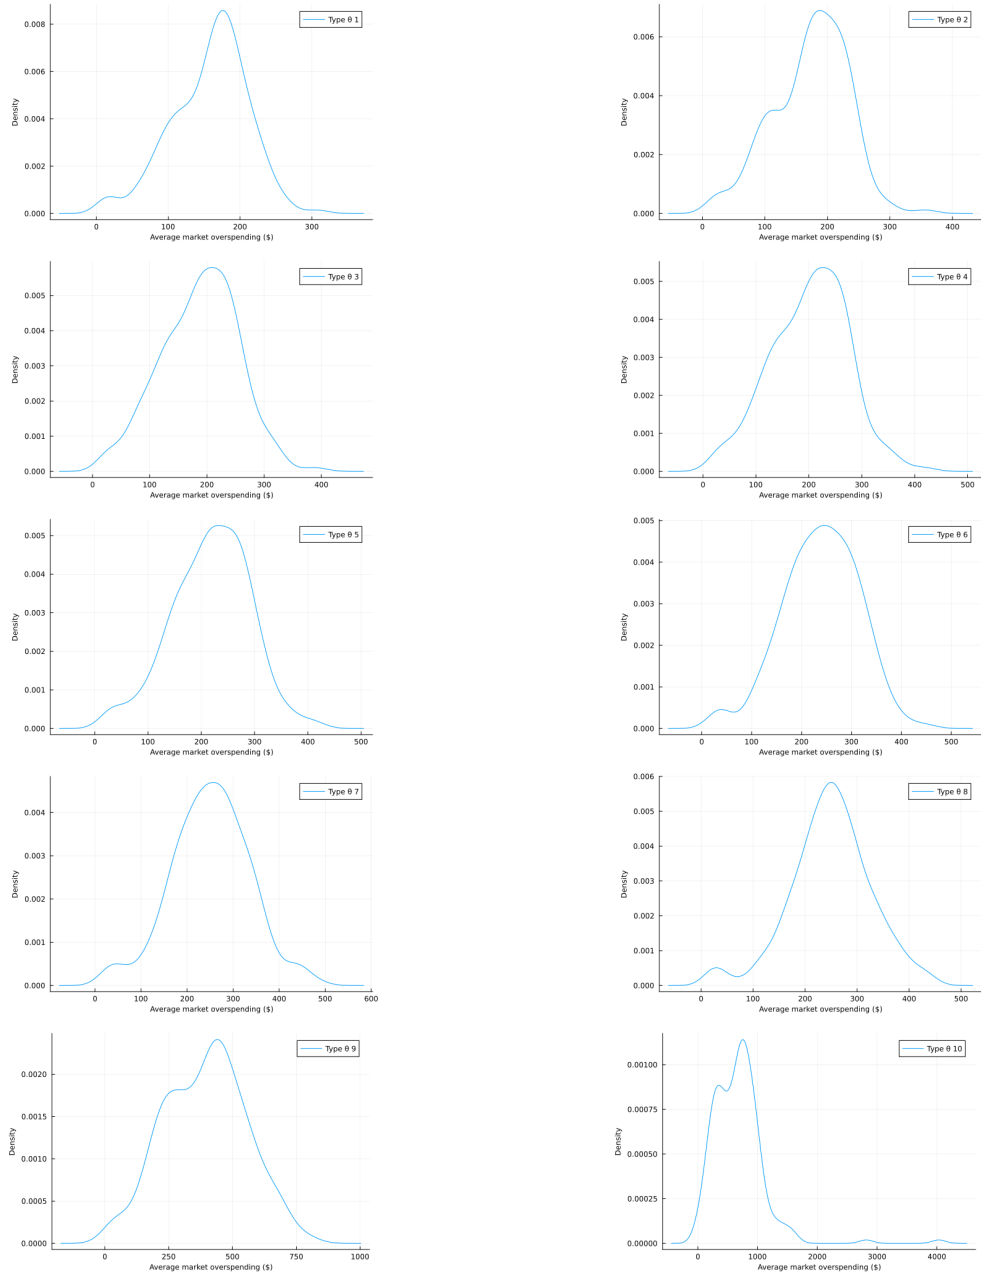 Type θ 1
Density
0.008
0.006
0.004
0.002
0.000
0 100 200 300
Average market overspending ($)
Type θ 2
Density
0.006
0.004
0.002
0.000
0 100 200 300 400
Average market overspending ($)
Type θ 3
Density
0.005
0.004
0.003
0.002
0.001
0.000
0 100 200 300 400
Average market overspending ($)
Type θ 4
Density
0.005
0.004
0.003
0.002
0.001
0.000
0 100 200 300 400 500
Average market overspending ($)
Type θ 5
Density
0.005
0.004
0.003
0.002
0.001
0.000
0 100 200 300 400 500
Average market overspending ($)
Type θ 6
Density
0.005
0.004
0.003
0.002
0.001
0.000
0 100 200 300 400 500
Average market overspending ($)
Type θ 7
Density
0.004
0.003
0.002
0.001
0.000
0 100 200 300 400 500 600
Average market overspending ($)
Type θ 8
Density
0.006
0.005
0.004
0.003
0.002
0.001
0.000
0 100 200 300 400 500
Average market overspending ($)
Type θ 9
Density
0.0020
0.0015
0.0010
0.0005
0.0000
0 250 500 750 1000
Average market overspending ($)
Type θ 10
Density
0.00100
0.00075
0.00050
0.00025
0.00000
0 1000 2000 3000 4000
Average market overspending ($)